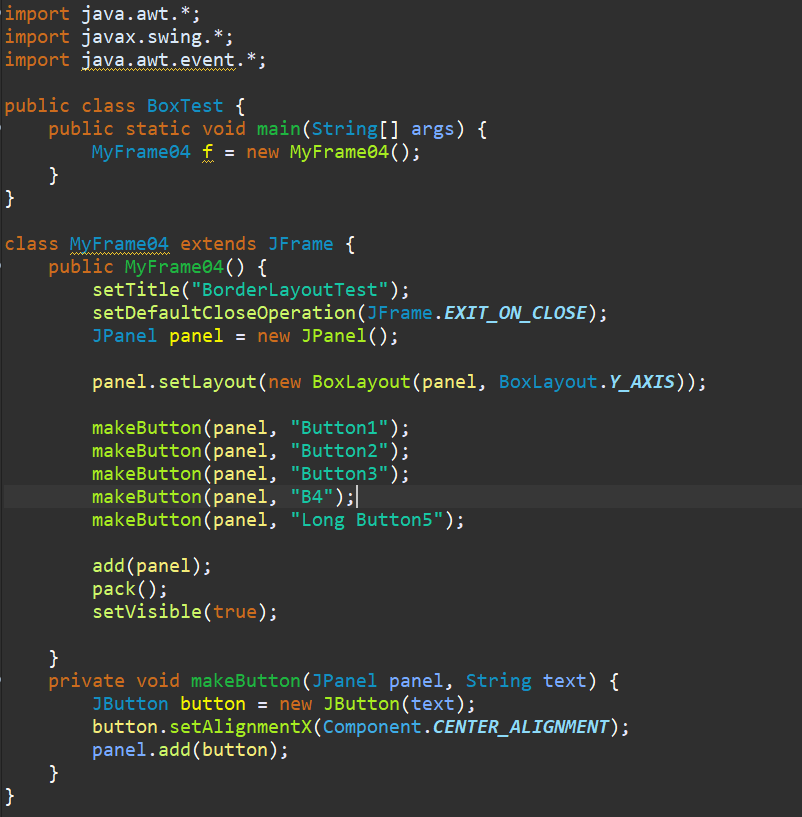 import java.awt.*;
import javax.swing.*;
import java.awt.event.*;

public class BoxTest {
    public static void main(String[] args) {
        MyFrame04 f = new MyFrame04();
    }
}

class MyFrame04 extends JFrame {
    public MyFrame04() {
        setTitle("BorderLayoutTest");
        setDefaultCloseOperation(JFrame.EXIT_ON_CLOSE);
        JPanel panel = new JPanel();

        panel.setLayout(new BoxLayout(panel, BoxLayout.Y_AXIS));

        makeButton(panel, "Button1");
        makeButton(panel, "Button2");
        makeButton(panel, "Button3");
        makeButton(panel, "B4");
        makeButton(panel, "Long Button5");

        add(panel);
        pack();
        setVisible(true);

    }
    private void makeButton(JPanel panel, String text) {
        JButton button = new JButton(text);
        button.setAlignmentX(Component.CENTER_ALIGNMENT);
        panel.add(button);
    }
}